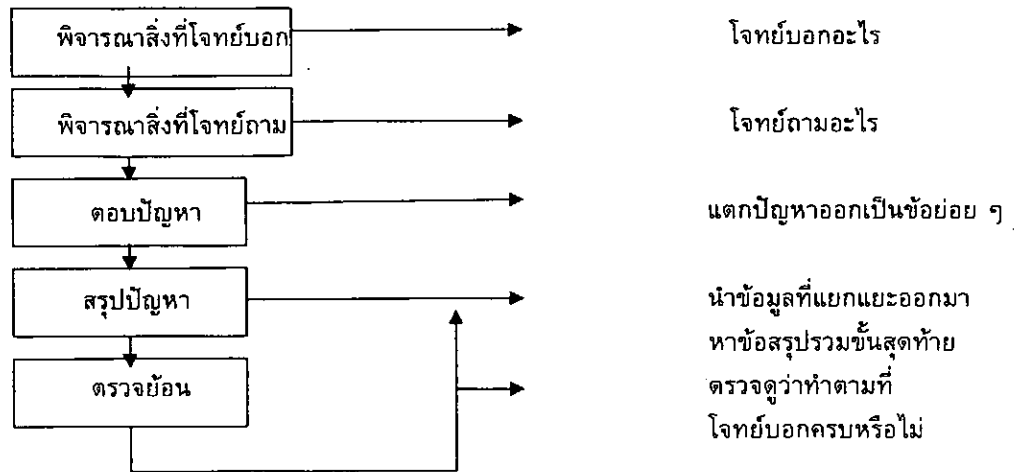 พิจารณาสิ่งที่โจทย์บอก
โจทย์บอกอะไร
พิจารณาสิ่งที่โจทย์ถาม
โจทย์ถามอะไร
ตอบปัญหา
แตกปัญหาออกเป็นข้อย่อย ๆ
สรุปปัญหา
นำข้อมูลที่แยกแยะออกมา
หาข้อสรุปรวมขั้นสุดท้าย
ตรวจย้อน
ตรวจดูว่าทำตามที่
โจทย์บอกครบหรือไม่